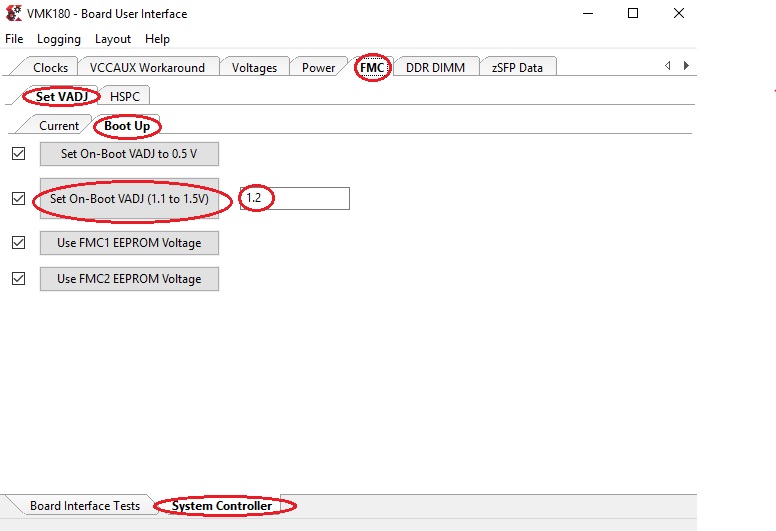 VMK180 - Board User Interface
File Logging Layout Help
Clocks VCCAUX Workaround Voltages Power FMC DDR DIMM zSFP Data
Set VADJ HSPC
Current Boot Up
Set On-Boot VADJ to 0.5 V
Set On-Boot VADJ (1.1 to 1.5V) 1.2
Use FMC1 EEPROM Voltage
Use FMC2 EEPROM Voltage
Board Interface Tests System Controller